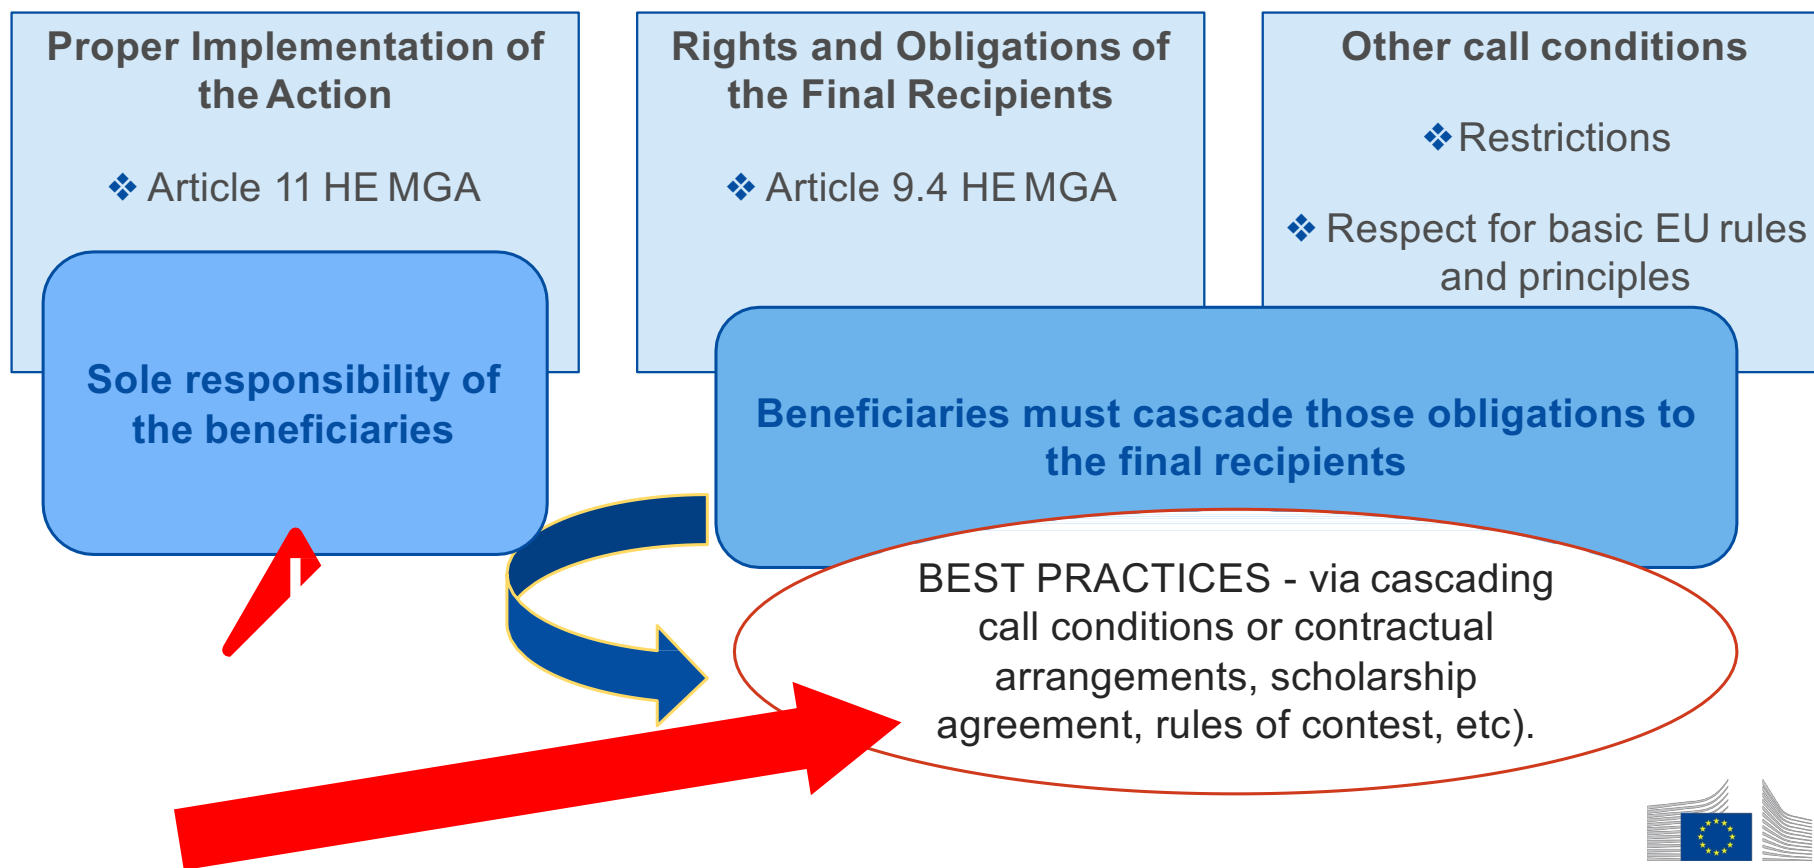 Proper Implementation of
the Action
❖ Article 11 HE MGA
Rights and Obligations of
the Final Recipients
❖ Article 9.4 HE MGA
Other call conditions
❖ Restrictions
❖ Respect for basic EU rules
and principles
Sole responsibility of
the beneficiaries
Beneficiaries must cascade those obligations to
the final recipients
BEST PRACTICES - via cascading
call conditions or contractual
arrangements, scholarship
agreement, rules of contest, etc).